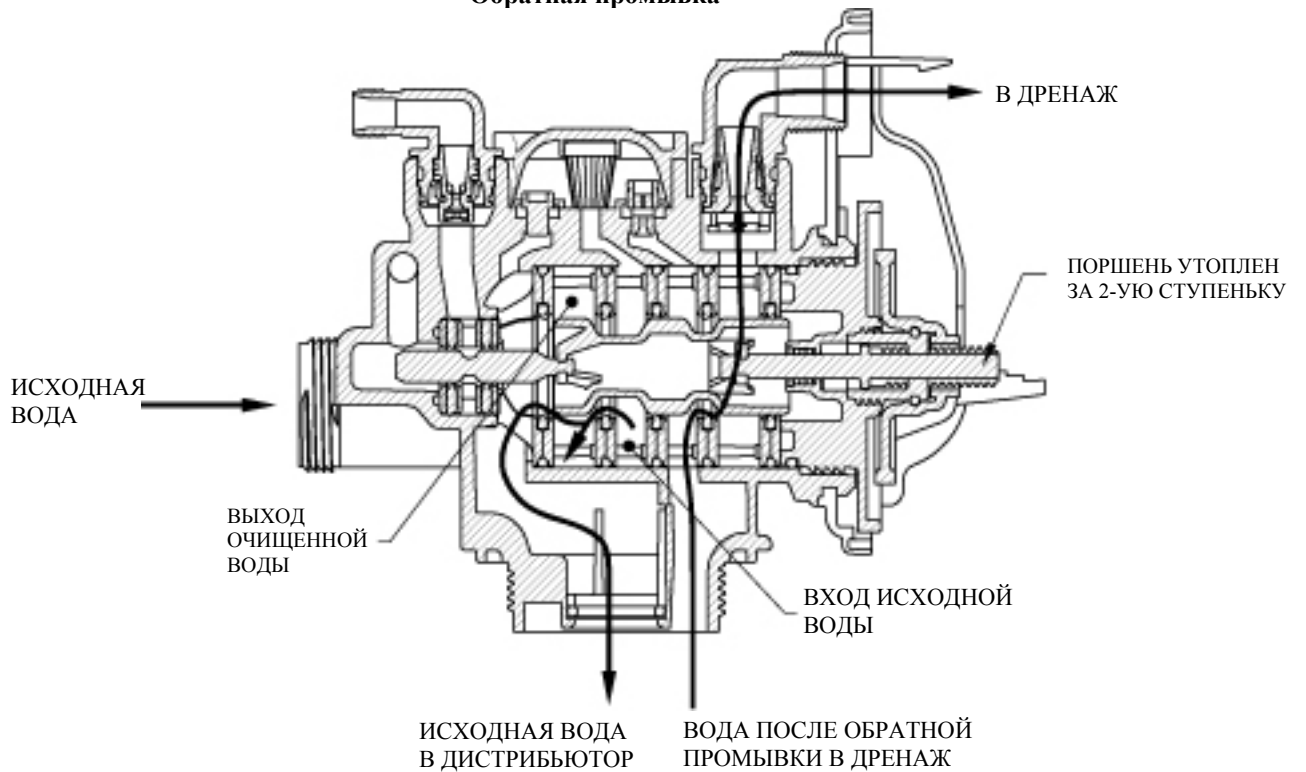 Обратная промывка
В ДРЕНАЖ
ПОРШЕНЬ УТОПЛЕН
ЗА 2-УЮ СТУПЕНЬКУ
ИСХОДНАЯ
ВОДА
ВЫХОД
ОЧИЩЕННОЙ
ВОДЫ
ВХОД ИСХОДНОЙ
ВОДЫ
ИСХОДНАЯ ВОДА
В ДИСТРИБЬЮТОР
ВОДА ПОСЛЕ ОБРАТНОЙ
ПРОМЫВКИ В ДРЕНАЖ